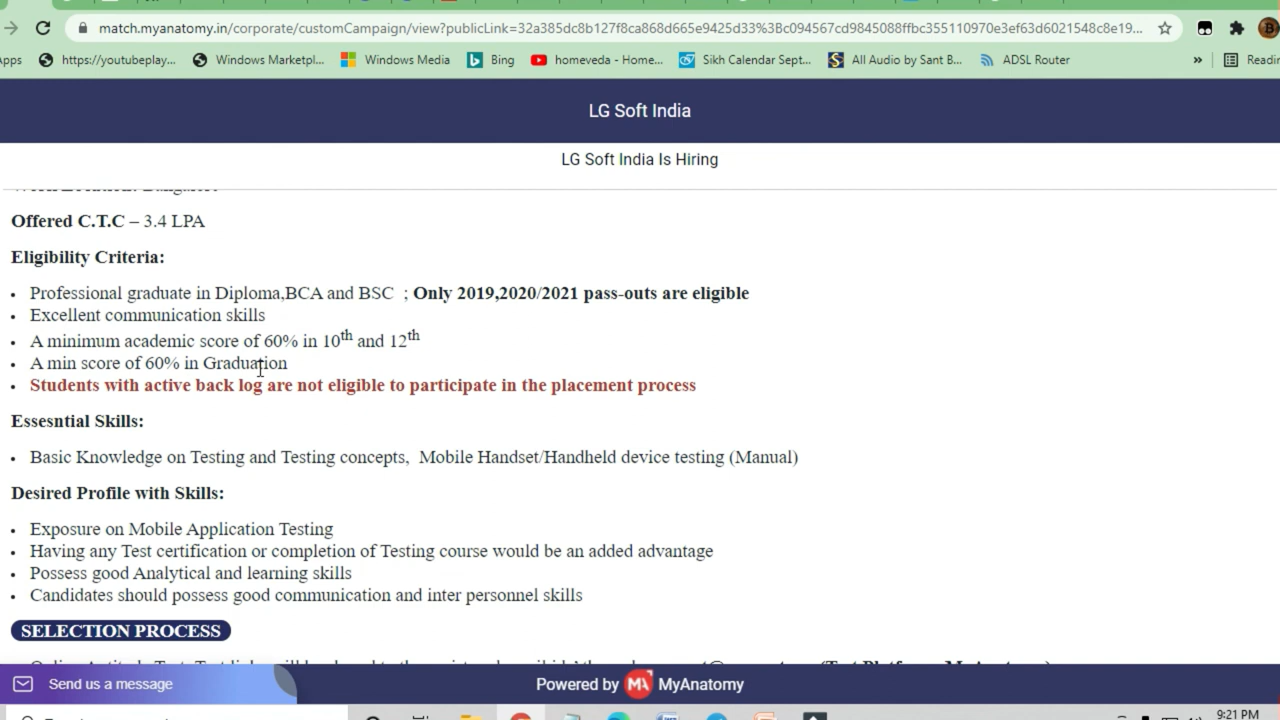 match.myanatomy.in/corporate/customCampaign/view?publicLink=32a385dc8b127f8ca868d665e9425d33%3Bc094567cd9845088ffbc355110970e3ef63d6021548c8e19...
Apps https://youtubeplay... Windows Marketpl... Windows Media Bing homeveda - Home... Sikh Calendar Sept... All Audio by Sant B... ADSL Router » Readin
LG Soft India
LG Soft India Is Hiring
Offered C.T.C – 3.4 LPA
Eligibility Criteria:
• Professional graduate in Diploma,BCA and BSC ; Only 2019,2020/2021 pass-outs are eligible
• Excellent communication skills
• A minimum academic score of 60% in 10th and 12th
• A min score of 60% in Graduation
• Students with active back log are not eligible to participate in the placement process
Essesntial Skills:
• Basic Knowledge on Testing and Testing concepts, Mobile Handset/Handheld device testing (Manual)
Desired Profile with Skills:
• Exposure on Mobile Application Testing
• Having any Test certification or completion of Testing course would be an added advantage
• Possess good Analytical and learning skills
• Candidates should possess good communication and inter personnel skills
SELECTION PROCESS
Send us a message
Powered by MA MyAnatomy
9:21 PM